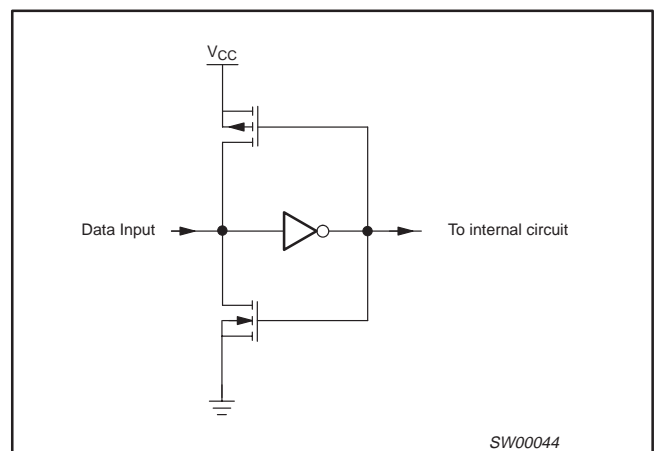 VCC
Data Input
To internal circuit
SW00044